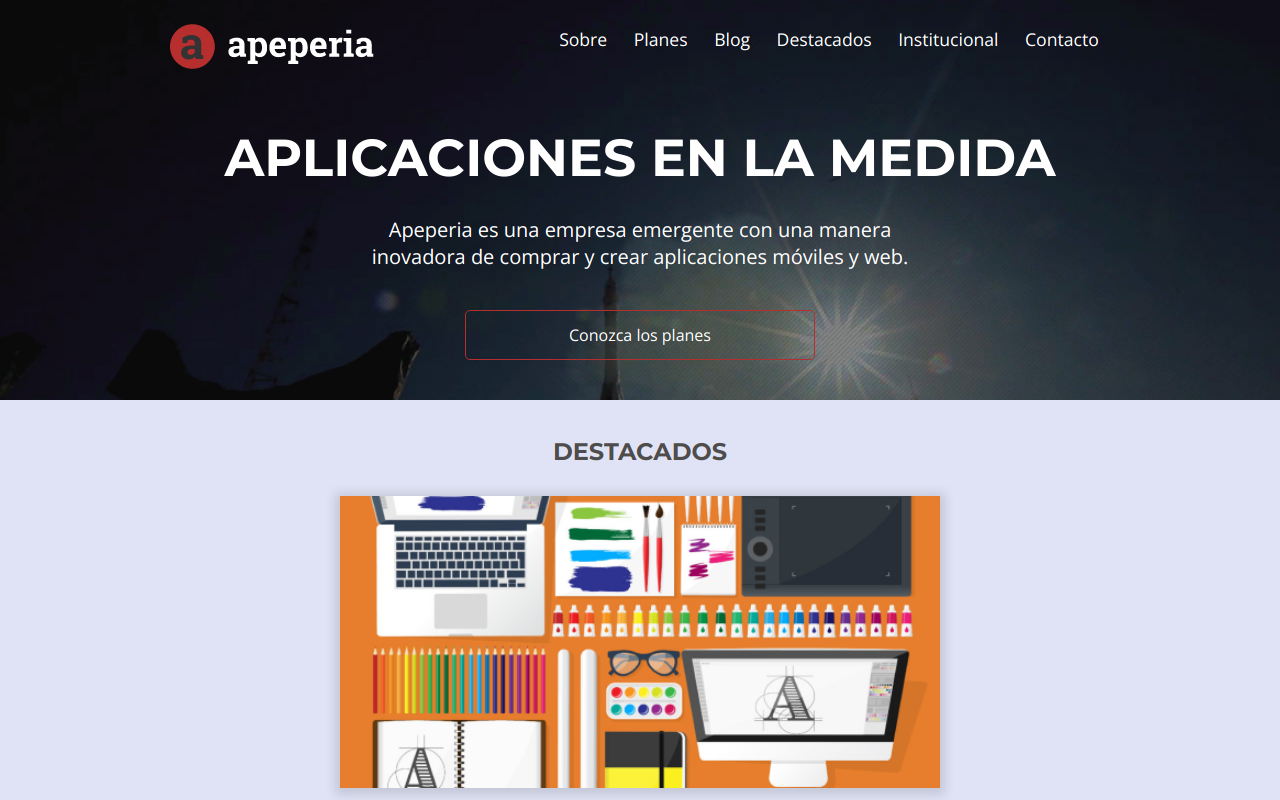 a apeperia
Sobre Planes Blog Destacados Institucional Contacto
APLICACIONES EN LA MEDIDA
Apeperia es una empresa emergente con una manera
inovadora de comprar y crear aplicaciones móviles y web.
Conozca los planes
DESTACADOS
A
A